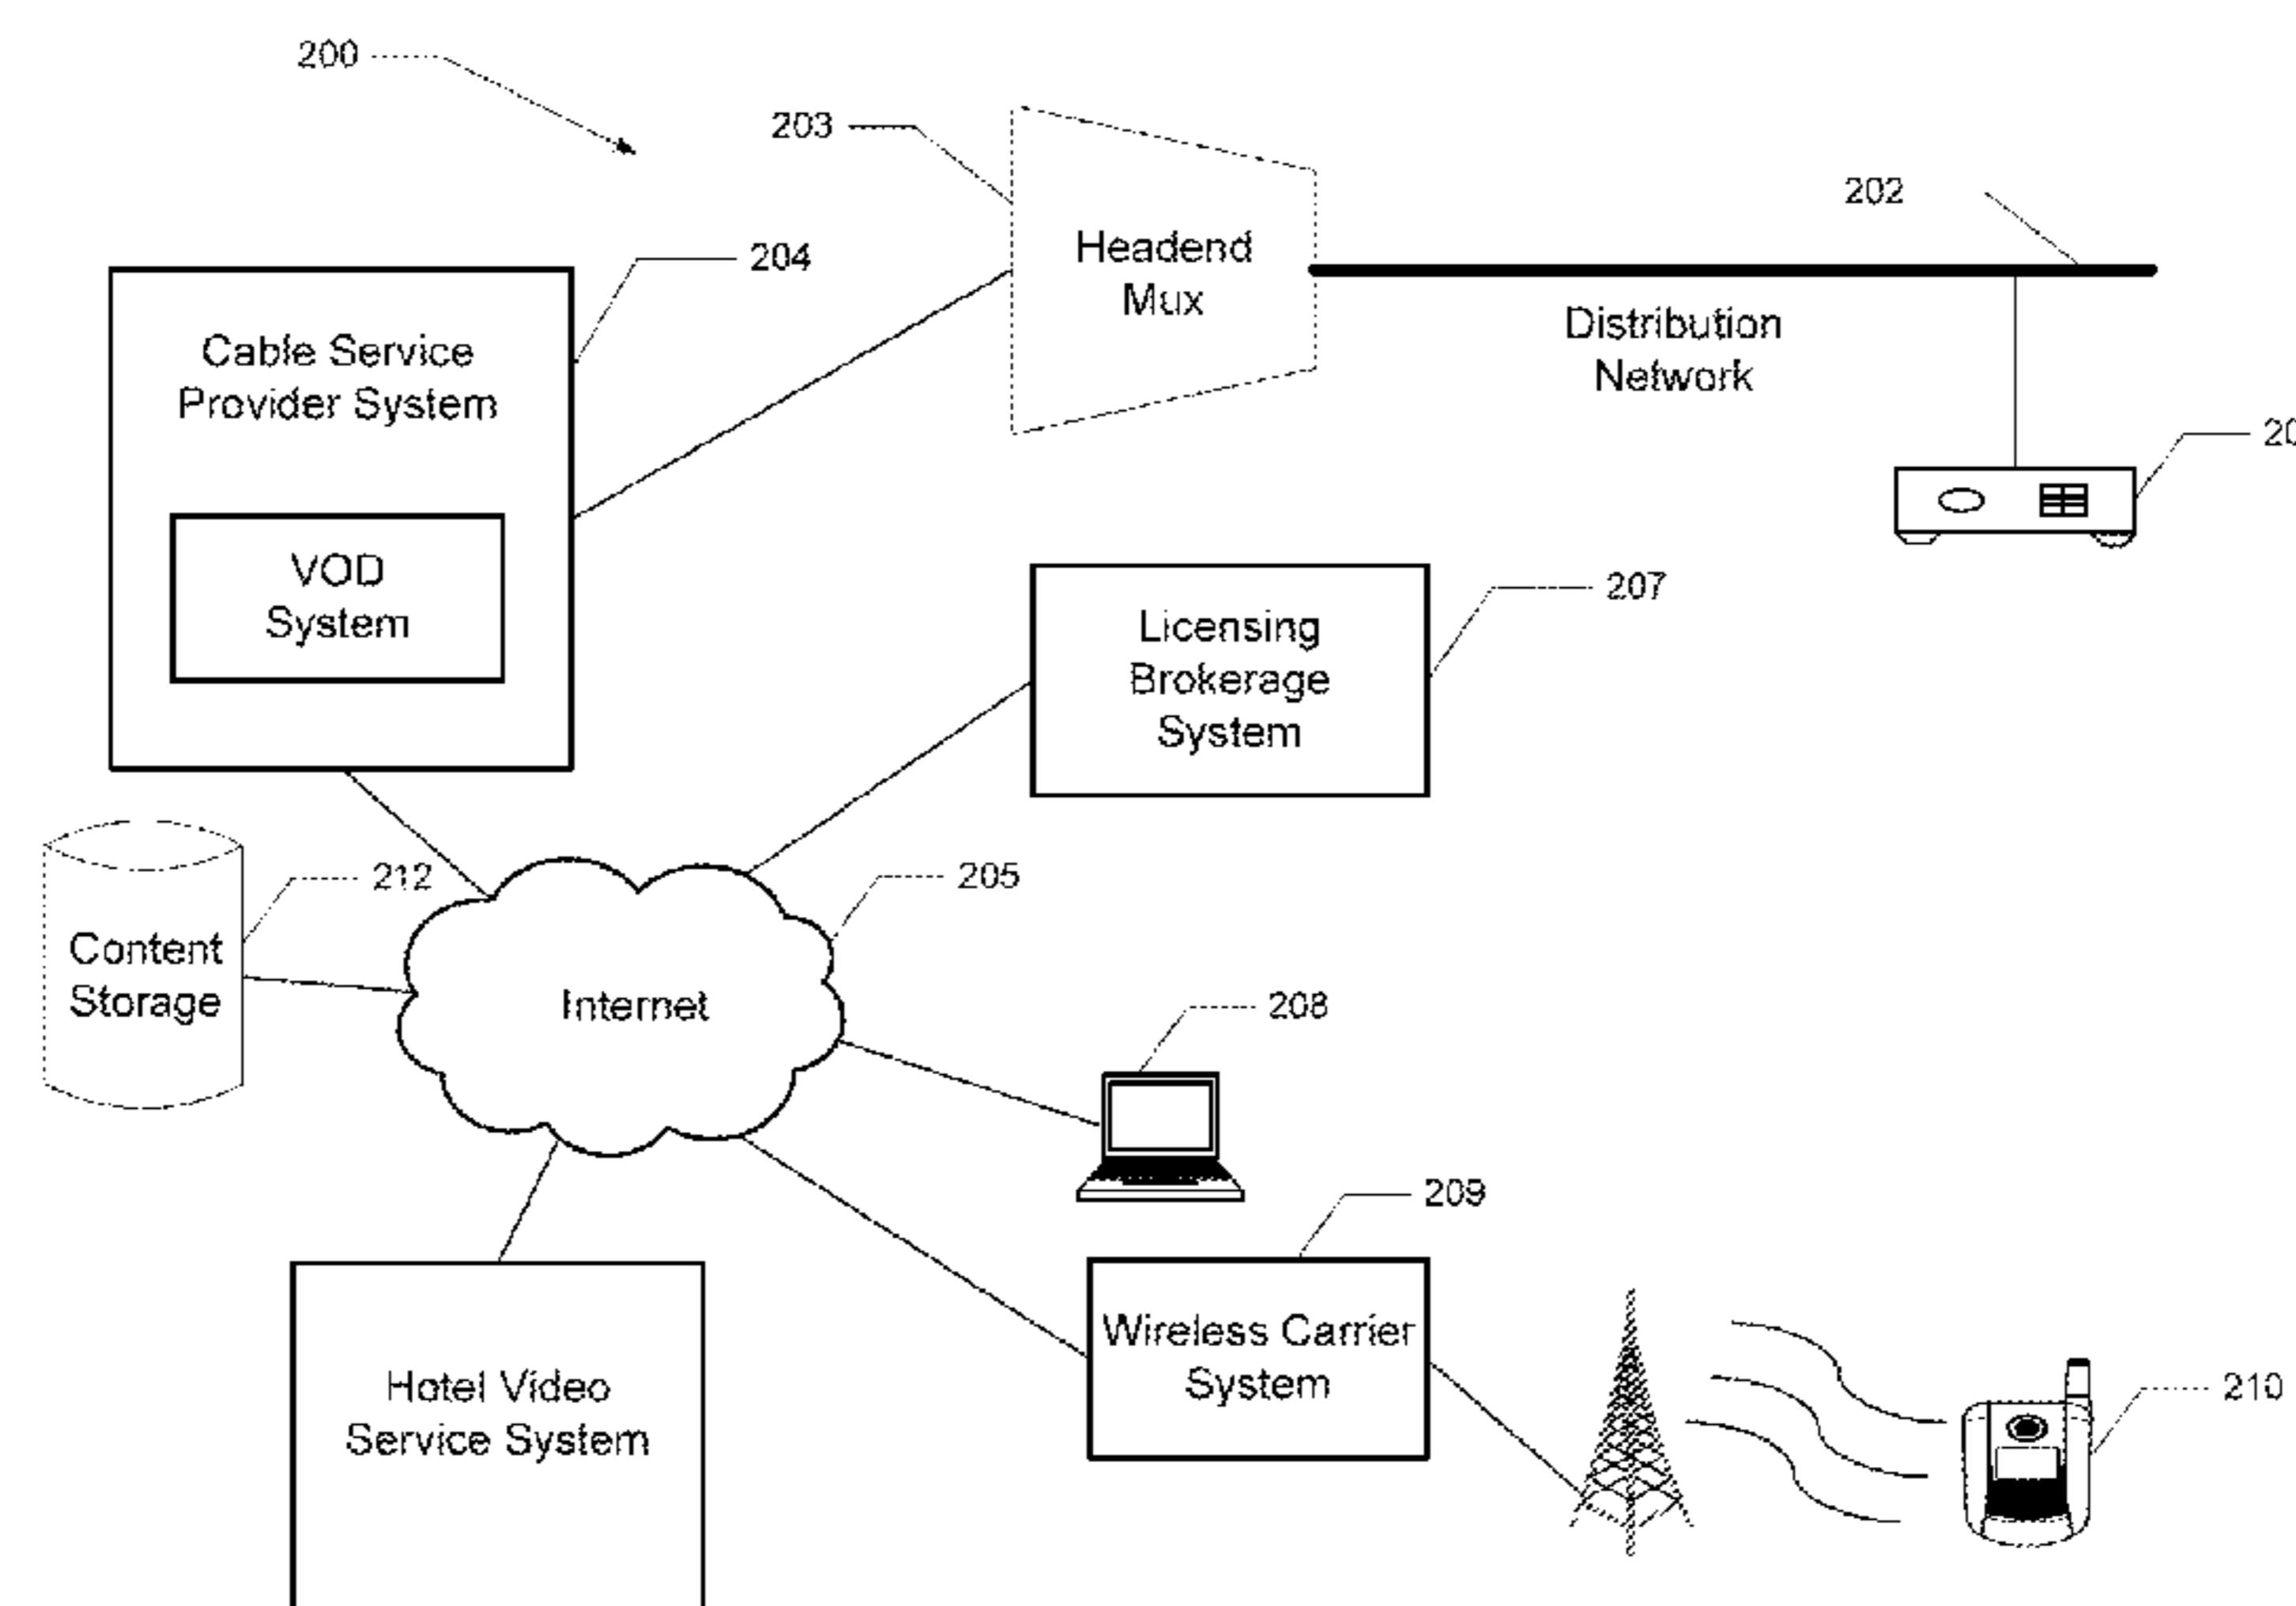 200
203
202
204
Headend
Mux
Distribution
Network
Cable Service
Provider System
VOD
System
207
Licensing
Brokerage
System
212
205
Content
Storage
Internet
208
209
Wireless Carrier
System
Hotel Video
Service System
210